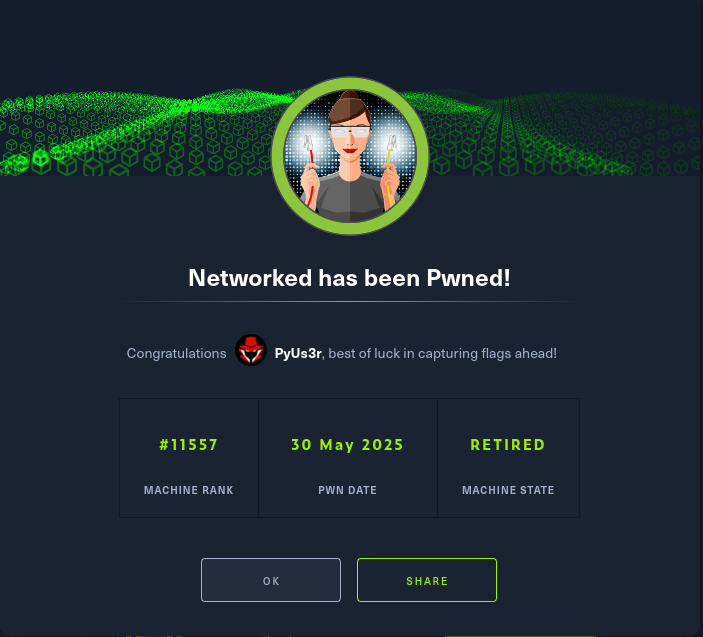 Networked has been Pwned!
Congratulations PyUs3r, best of luck in capturing flags ahead!
#11557 30 May 2025 RETIRED
MACHINE RANK PWN DATE MACHINE STATE
OK SHARE